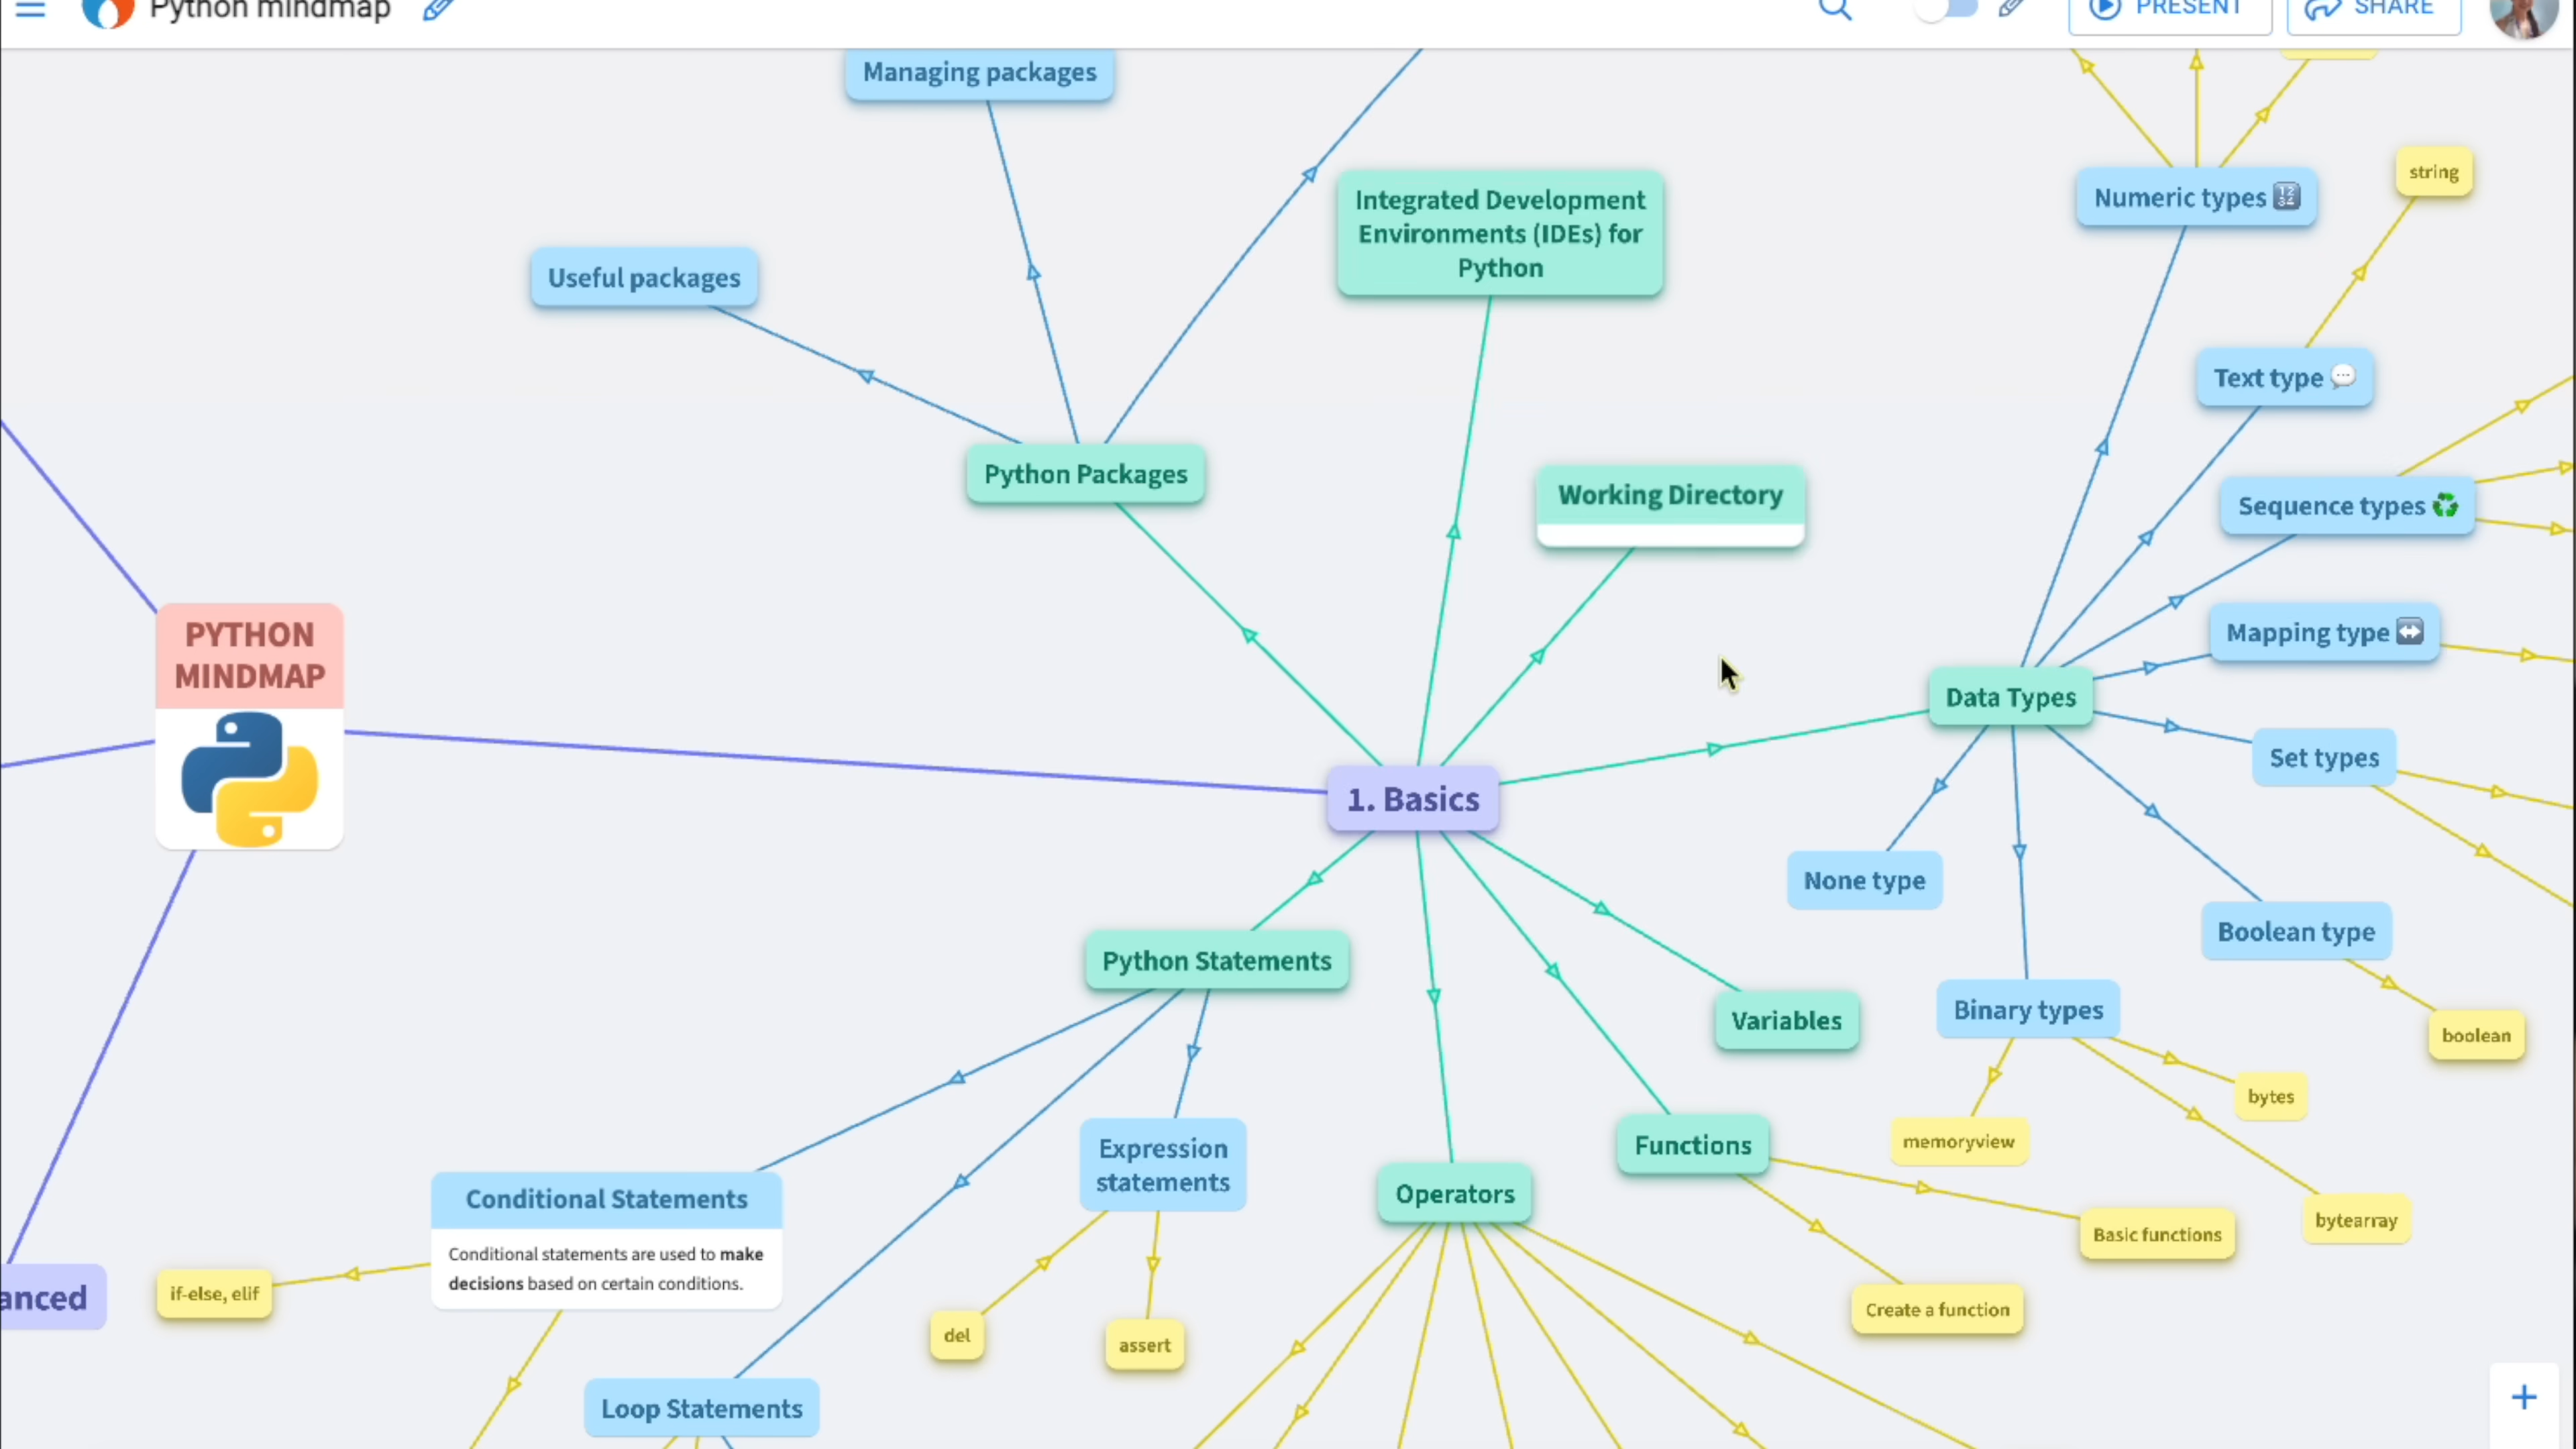 Python mindmap
PRESENT
SHARE
Managing packages
Integrated Development
Environments (IDEs) for
Python
Numeric types
string
Useful packages
Text type
Python Packages
Working Directory
Sequence types
PYTHON
MINDMAP
Mapping type
Data Types
Set types
1. Basics
None type
Boolean type
Python Statements
Variables
Binary types
boolean
bytes
Expression
statements
Functions
memoryview
Conditional Statements
Operators
bytearray
Basic functions
Conditional statements are used to make
decisions based on certain conditions.
if-else, elif
anced
Create a function
del
assert
Loop Statements